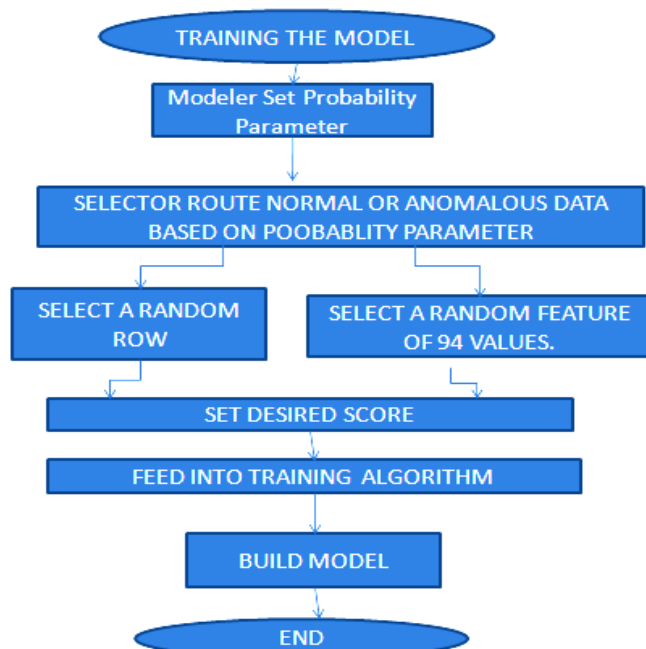 TRAINING THE MODEL
Modeler Set Probability
Parameter
SELECTOR ROUTE NORMAL OR ANOMALOUS DATA
BASED ON POOBABLITY PARAMETER
SELECT A RANDOM
ROW
SELECT A RANDOM FEATURE
OF 94 VALUES.
SET DESIRED SCORE
FEED INTO TRAINING ALGORITHM
BUILD MODEL
END